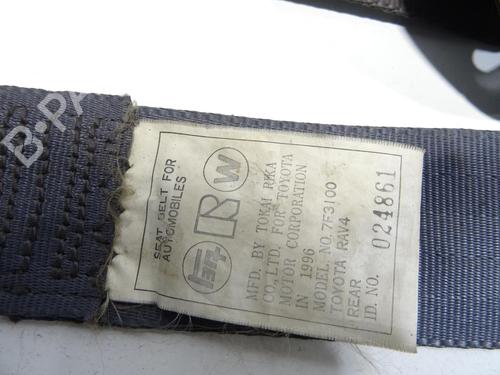 SEAT BELT FOR
AUTOMOBILES
R W
MFD. BY TOKAI RIKA
CO., LTD. FOR TOYOTA
MOTOR CORPORATION
IN 1996
MODEL NO. 7F3100
TOYOTA RAV4
REAR
ID. NO. 024861
B-PA